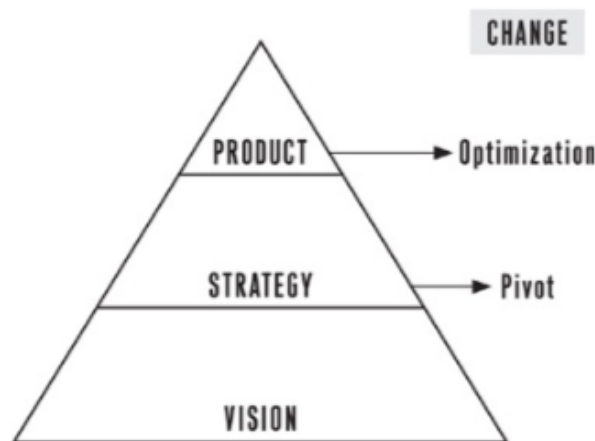 CHANGE
PRODUCT
Optimization
STRATEGY
Pivot
VISION